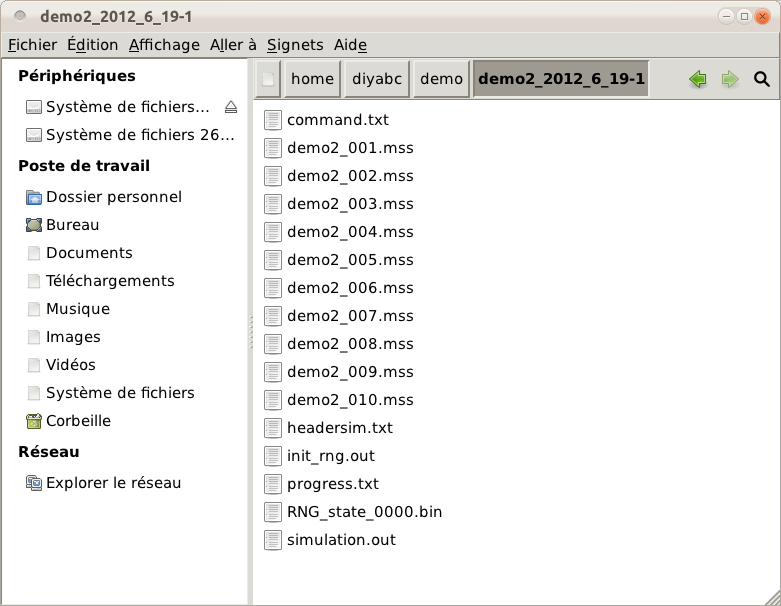 demo2_2012_6_19-1
Fichier Édition Affichage Aller à Signets Aide
Périphériques
Système de fichiers...
Système de fichiers 26...
Poste de travail
Dossier personnel
Bureau
Documents
Téléchargements
Musique
Images
Vidéos
Système de fichiers
Corbeille
Réseau
Explorer le réseau
home diyabc demo demo2_2012_6_19-1
command.txt
demo2_001.mss
demo2_002.mss
demo2_003.mss
demo2_004.mss
demo2_005.mss
demo2_006.mss
demo2_007.mss
demo2_008.mss
demo2_009.mss
demo2_010.mss
headersim.txt
init_rng.out
progress.txt
RNG_state_0000.bin
simulation.out